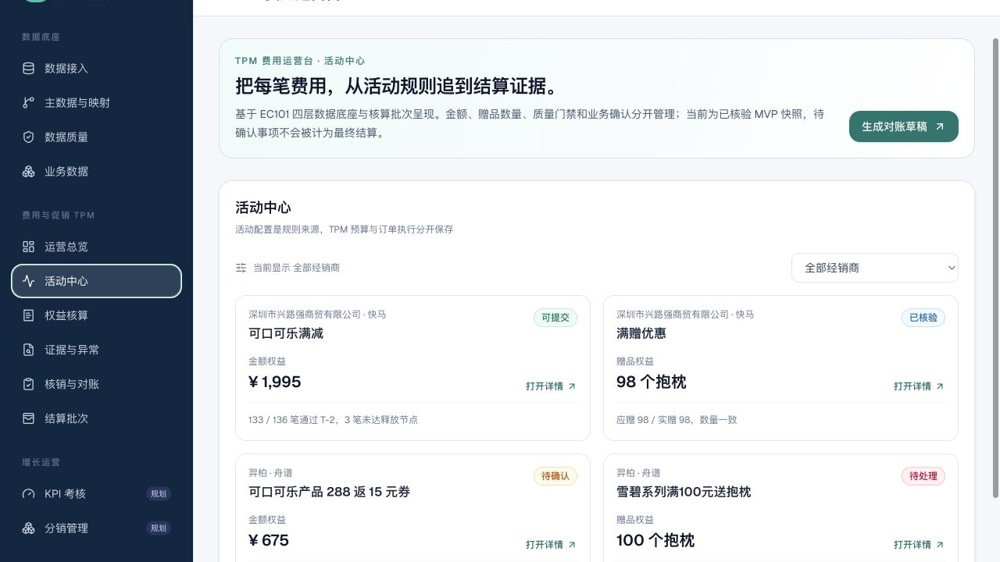 数据底座
数据接入
主数据与映射
数据质量
业务数据
费用与促销 TPM
运营总览
活动中心
权益核算
证据与异常
核销与对账
结算批次
增长运营
KPI 考核
规划
分销管理
规划
TPM 费用运营台 · 活动中心
把每笔费用，从活动规则追到结算证据。
基于 EC101 四层数据底座与核算批次呈现。金额、赠品数量、质量门禁和业务确认分开管理；当前为已核验 MVP 快照，待
确认事项不会被计为最终结算。
生成对账草稿
活动中心
活动配置是规则来源，TPM 预算与订单执行分开保存
当前显示 全部经销商
全部经销商
深圳市兴路强商贸有限公司 · 快马
可提交
可口可乐满减
金额权益
¥ 1,995
打开详情
133 / 136 笔通过 T-2，3 笔未达释放节点
深圳市兴路强商贸有限公司 · 快马
已核验
满赠优惠
赠品权益
98 个抱枕
打开详情
应赠 98 / 实赠 98，数量一致
羿柏 · 舟谱
待确认
可口可乐产品 288 返 15 元券
金额权益
¥ 675
打开详情
羿柏 · 舟谱
待处理
雪碧系列满100元送抱枕
赠品权益
100 个抱枕
打开详情